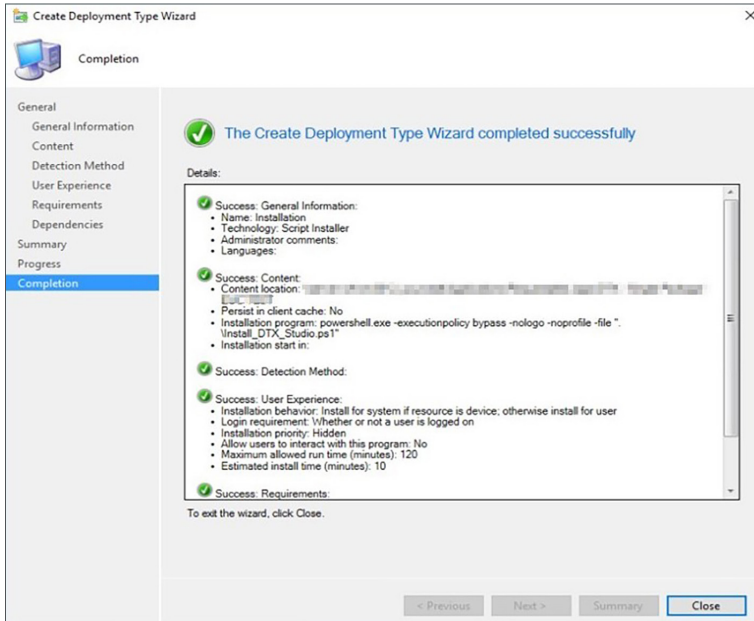 Create Deployment Type Wizard
Completion
General
General Information
Content
Detection Method
User Experience
Requirements
Dependencies
Summary
Progress
Completion
The Create Deployment Type Wizard completed successfully
Details:
Success: General Information:
• Name: Installation
• Technology: Script Installer
• Administrator comments:
• Languages:
Success: Content:
• Content location:
• Persist in client cache: No
• Installation program: powershell.exe -executionpolicy bypass -nologo -noprofile -file ".
\Install_DTX_Studio.ps1"
• Installation start in:
Success: Detection Method:
Success: User Experience:
• Installation behavior: Install for system if resource is device; otherwise install for user
• Login requirement: Whether or not a user is logged on
• Installation priority: Hidden
• Allow users to interact with this program: No
• Maximum allowed run time (minutes): 120
• Estimated install time (minutes): 10
Success: Requirements:
To exit the wizard, click Close.
< Previous
Next >
Summary
Close